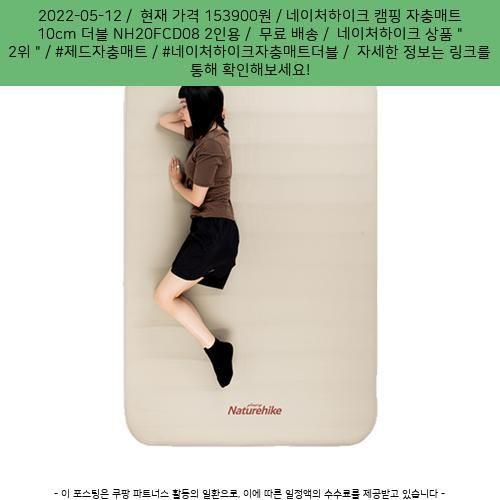 2022-05-12 / 현재 가격 153900원 / 네이처하이크 캠핑 자충매트
10cm 더블 NH20FCD08 2인용 / 무료 배송 / 네이처하이크 상품 "
2위 " / #제드자충매트 / #네이처하이크자충매트더블 / 자세한 정보는 링크를
통해 확인해보세요!
Naturehike
- 이 포스팅은 쿠팡 파트너스 활동의 일환으로, 이에 따른 일정액의 수수료를 제공받고 있습니다 -